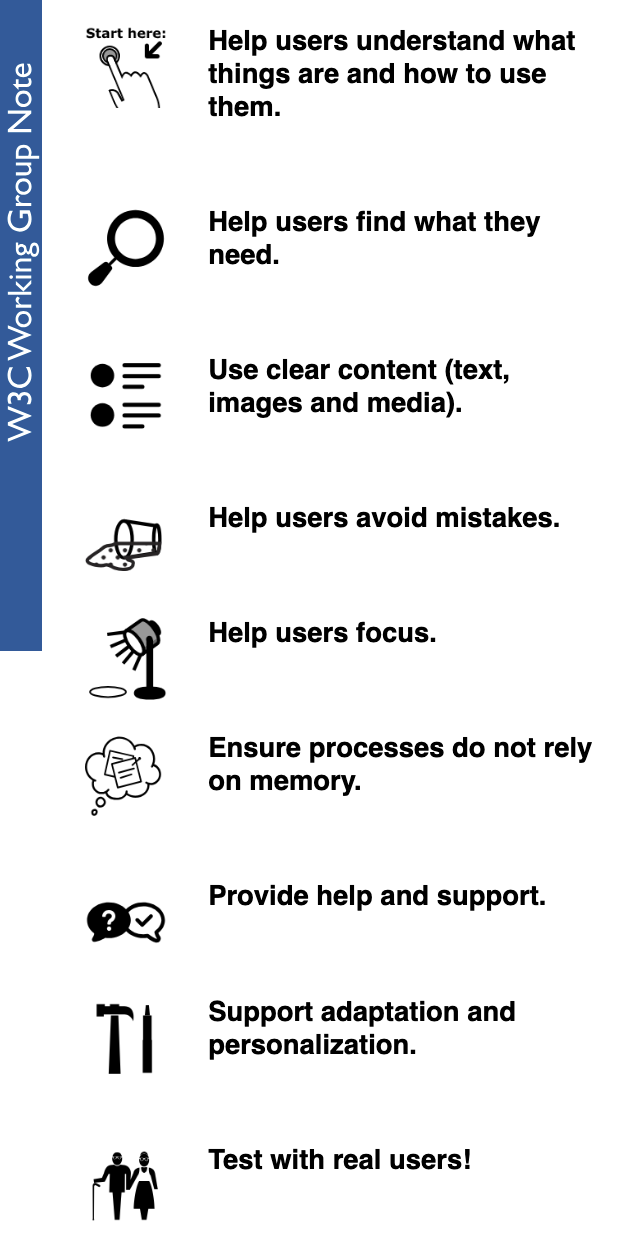 W3C Working Group Note
Start here:
Help users understand what
things are and how to use
them.
Help users find what they
need.
Use clear content (text,
images and media).
Help users avoid mistakes.
Help users focus.
Ensure processes do not rely
on memory.
?
Provide help and support.
Support adaptation and
personalization.
Test with real users!